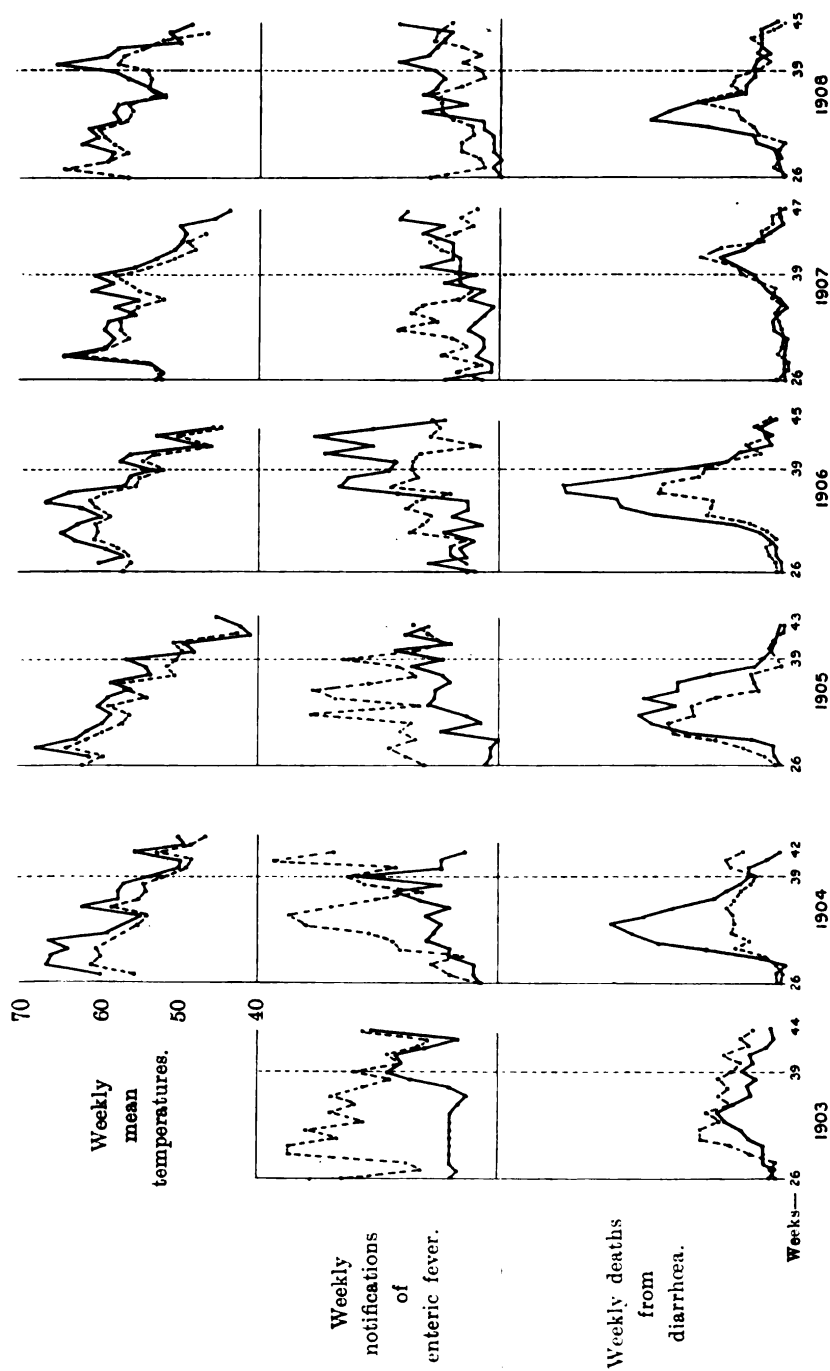 70
60
50
40
Weekly
mean
temperatures.
Weekly
notifications
of
enteric fever.
Weekly deaths
from
diarrhœa.
Weeks—
26 39 44
26 39 42
26 39 43
26 39 45
26 39 47
26 39 45
1903 1904 1905 1906 1907 1908